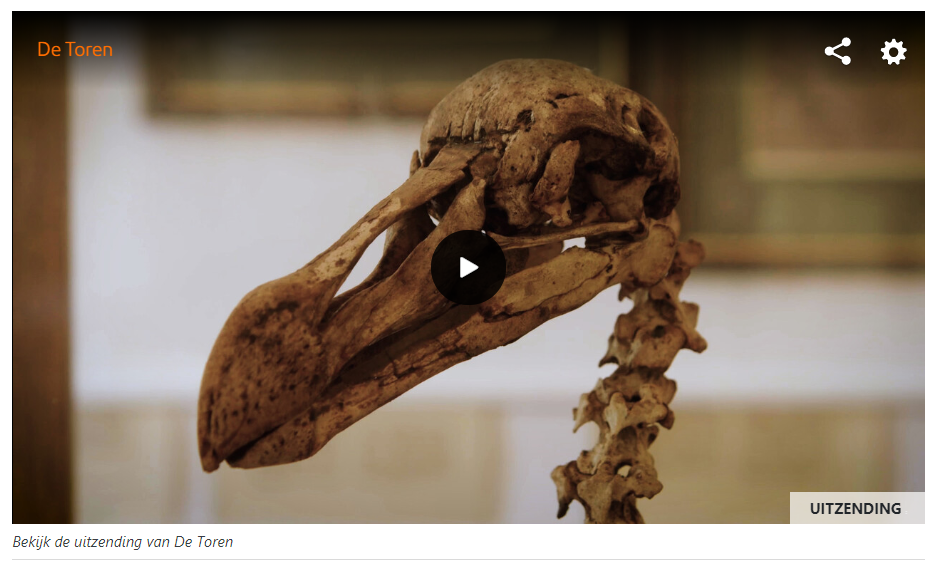 De Toren
UITZENDING
Bekijk de uitzending van De Toren